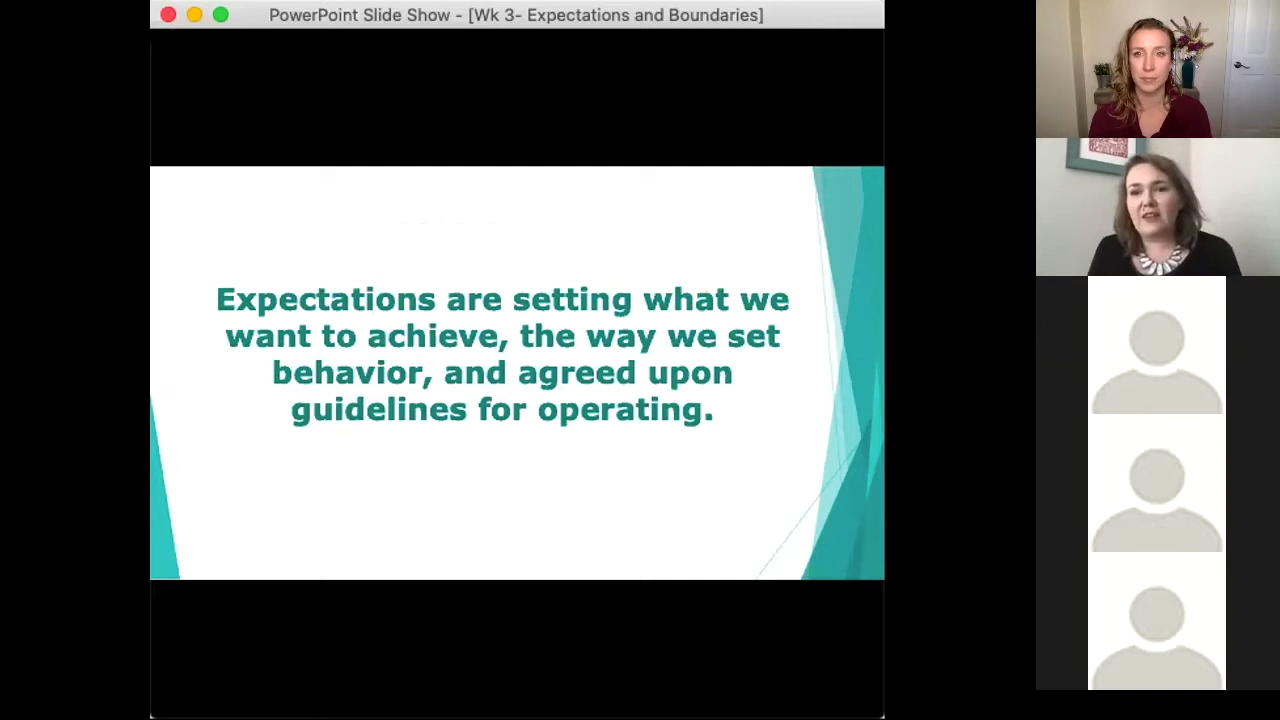 PowerPoint Slide Show - [Wk 3- Expectations and Boundaries]
Expectations are setting what we
want to achieve, the way we set
behavior, and agreed upon
guidelines for operating.